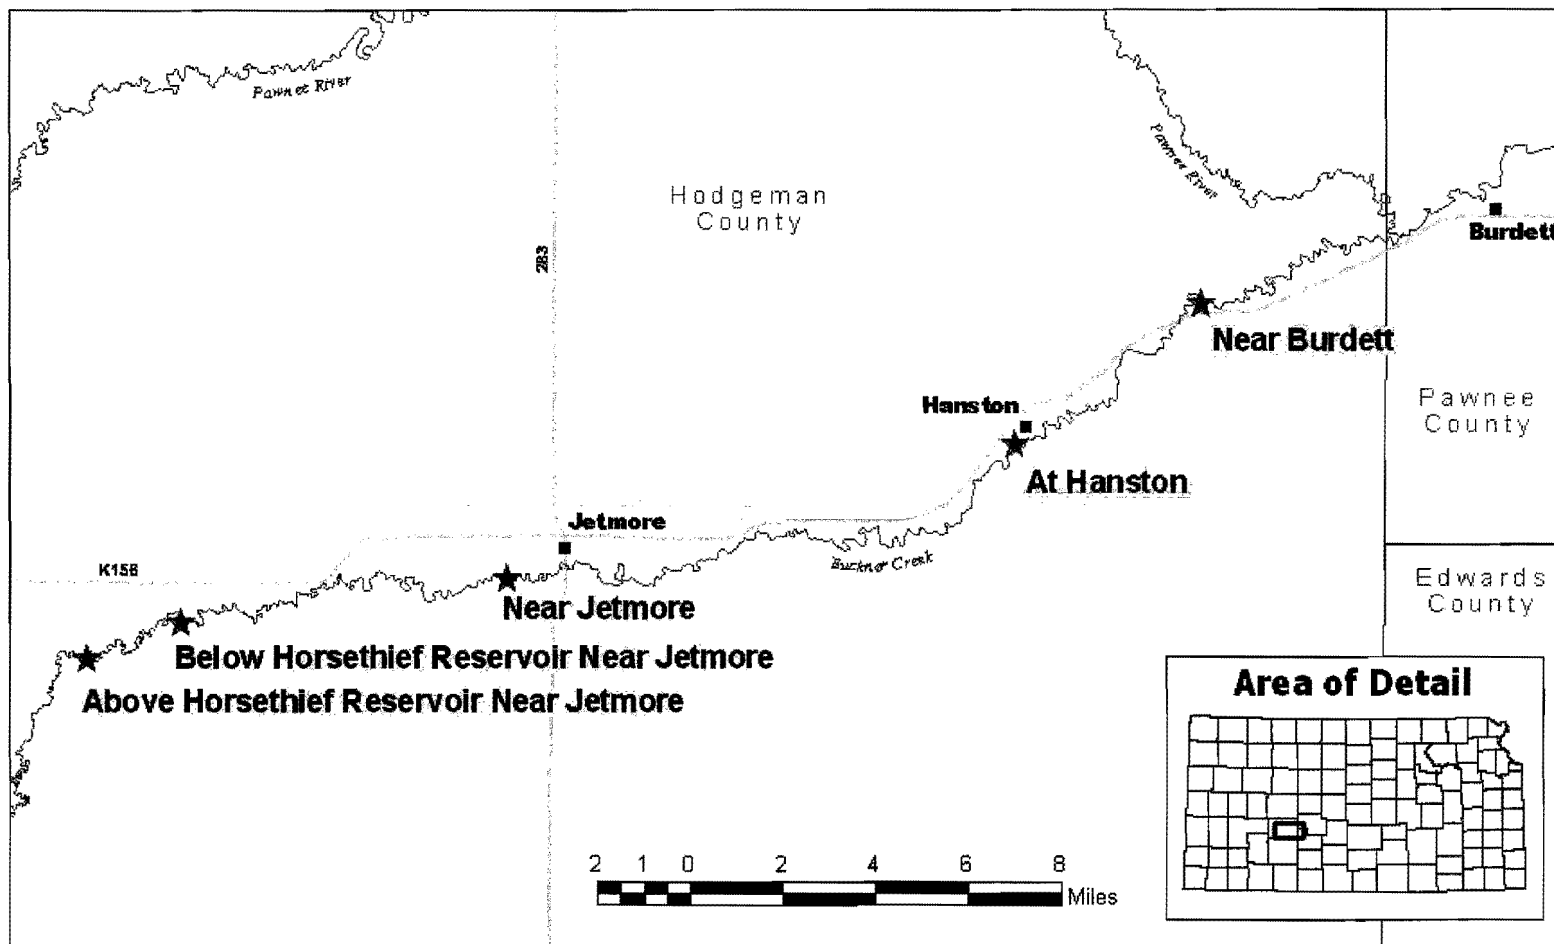 Pawnee River
Pawnee River
Hodgeman
County
283
Burdett
Near Burdett
Pawnee
County
Hanston
At Hanston
Jetmore
Buckner Creek
K156
Near Jetmore
Edwards
County
Below Horsethief Reservoir Near Jetmore
Above Horsethief Reservoir Near Jetmore
Area of Detail
2 1 0 2 4 6 8
Miles